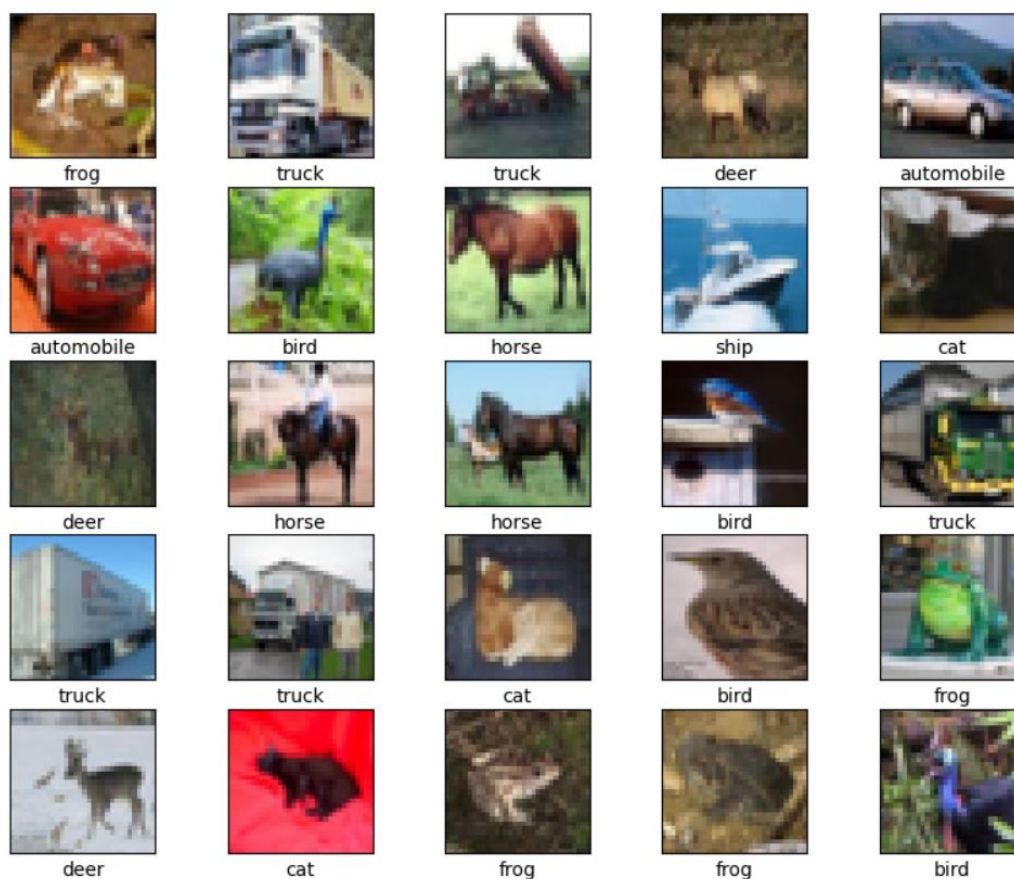 frog truck truck deer automobile
automobile bird horse ship cat
deer horse horse bird truck
truck truck cat bird frog
deer cat frog frog bird